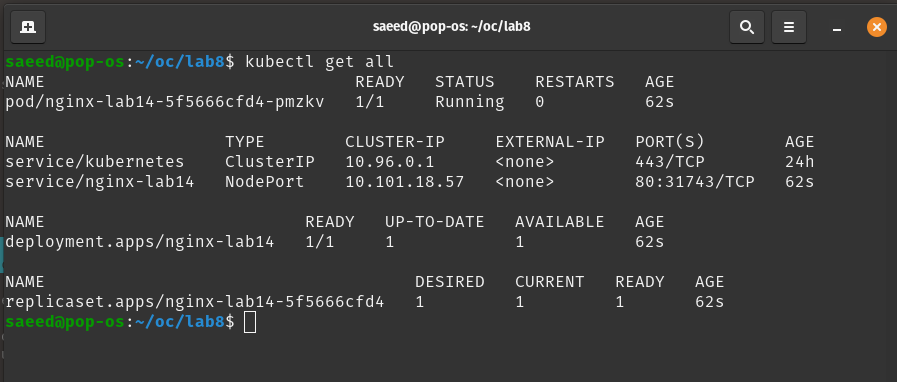 saeed@pop-os: ~/oc/lab8
saeed@pop-os:~/oc/lab8$ kubectl get all
NAME                               READY   STATUS    RESTARTS   AGE
pod/nginx-lab14-5f5666cfd4-pmzkv   1/1     Running   0          62s

NAME                  TYPE        CLUSTER-IP     EXTERNAL-IP   PORT(S)        AGE
service/kubernetes    ClusterIP   10.96.0.1      <none>        443/TCP        24h
service/nginx-lab14   NodePort    10.101.18.57   <none>        80:31743/TCP   62s

NAME                          READY   UP-TO-DATE   AVAILABLE   AGE
deployment.apps/nginx-lab14   1/1     1            1           62s

NAME                                     DESIRED   CURRENT   READY   AGE
replicaset.apps/nginx-lab14-5f5666cfd4   1         1         1       62s
saeed@pop-os:~/oc/lab8$